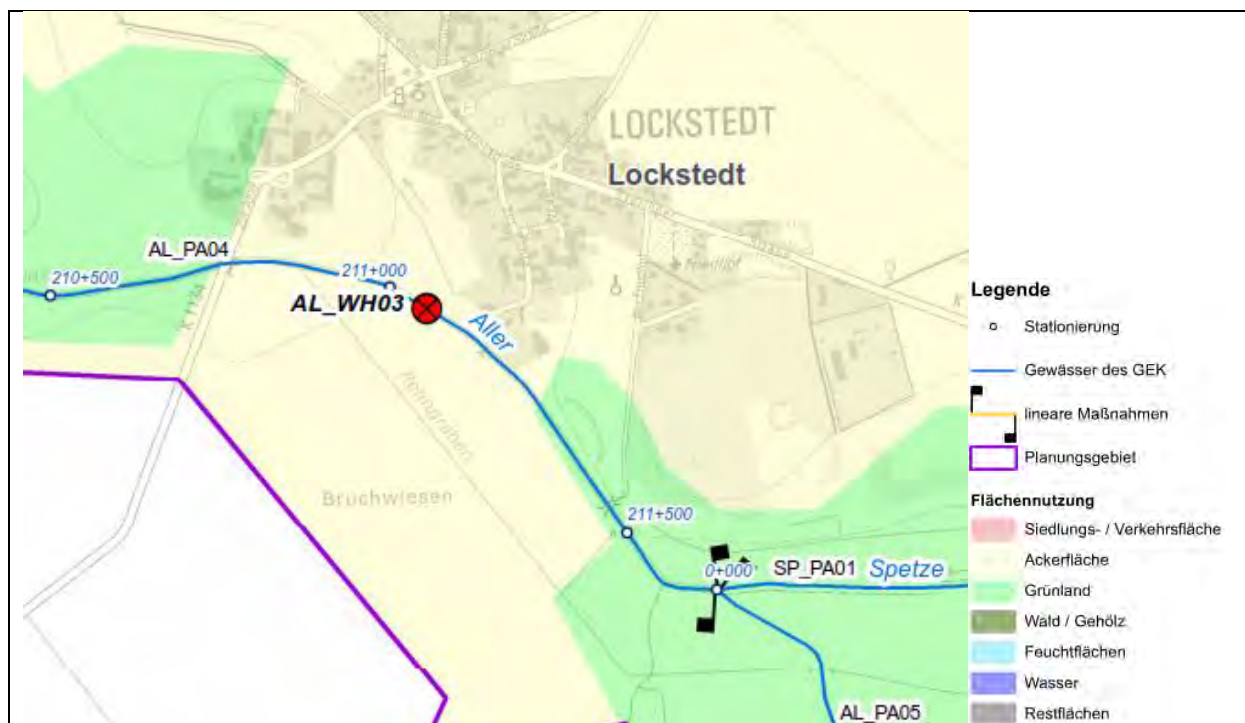 LOCKSTEDT
Lockstedt
Friedhof
AL_PA04
211+000
210+500
AL_WH03
Aller
Bruchwiesen
211+500
0+000
SP_PA01
Spetze
AL_PA05
Legende
Stationierung
Gewässer des GEK
lineare Maßnahmen
Planungsgebiet
Flächennutzung
Siedlungs- / Verkehrsfläche
Ackerfläche
Grünland
Wald / Gehölz
Feuchtflächen
Wasser
Restflächen